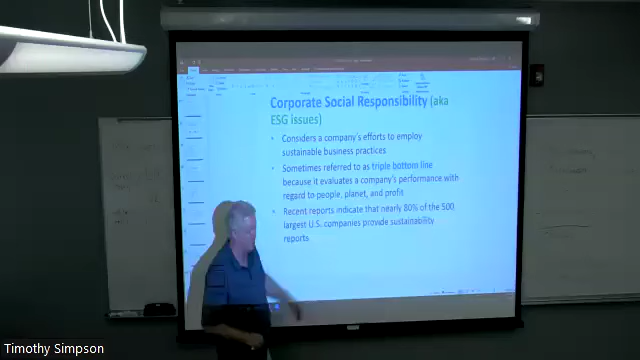 Corporate Social Responsibility (aka
ESG issues)
• Considers a company's efforts to employ
sustainable business practices
• Sometimes referred to as triple bottom line
because it evaluates a company's performance with
regard to people, planet, and profit
• Recent reports indicate that nearly 80% of the 500
largest U.S. companies provide sustainability
reports
Timothy Simpson